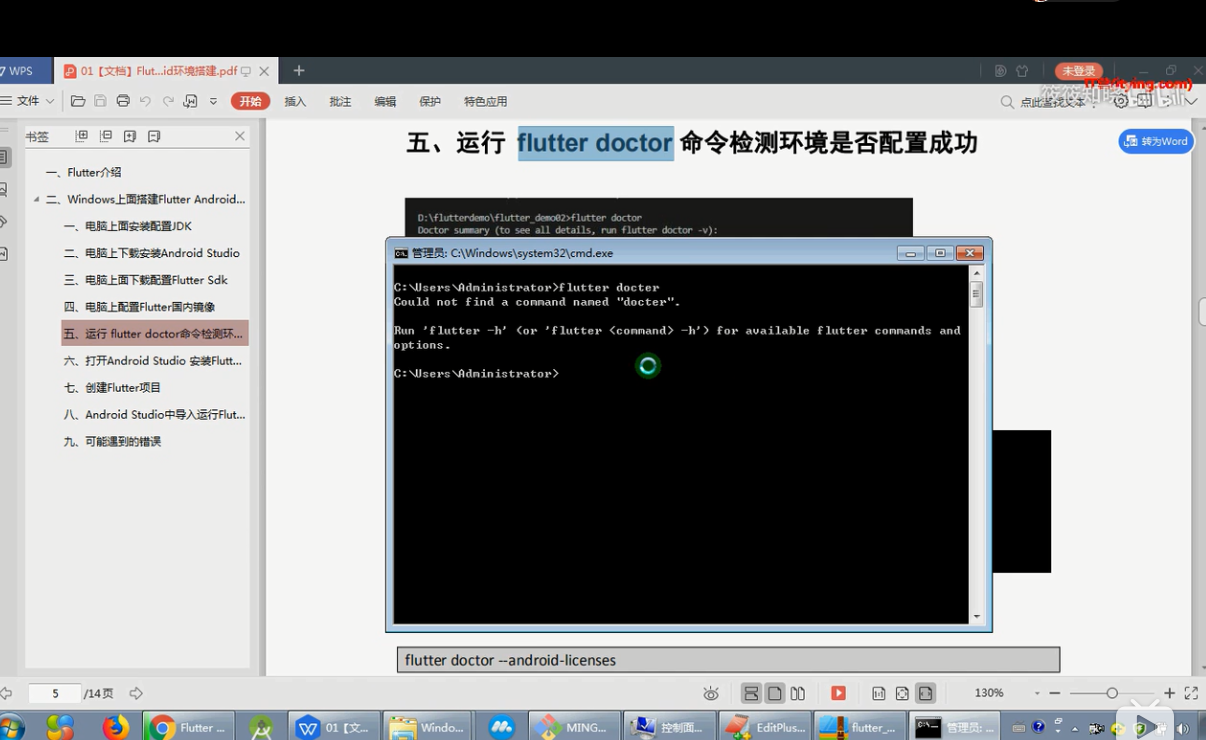 WPS
01【文档】Flut...id环境搭建.pdf
未登录
文件
开始
插入
批注
编辑
保护
特色应用
点此查找文本
书签
一、Flutter介绍
二、Windows上面搭建Flutter Android...
一、电脑上面安装配置JDK
二、电脑上下载安装Android Studio
三、电脑上面下载配置Flutter Sdk
四、电脑上配置Flutter国内镜像
五、运行 flutter doctor命令检测环...
六、打开Android Studio 安装Flutt...
七、创建Flutter项目
八、Android Studio中导入运行Flut...
九、可能遇到的错误
五、运行 flutter doctor 命令检测环境是否配置成功
转为Word
D:\flutterdemo\flutter_demo02>flutter doctor
Doctor summary (to see all details, run flutter doctor -v):
管理员: C:\Windows\system32\cmd.exe
C:\Users\Administrator>flutter docter
Could not find a command named "docter".
Run 'flutter -h' (or 'flutter <command> -h') for available flutter commands and
options.
C:\Users\Administrator>
flutter doctor --android-licenses
5 /14页
130%
Flutter ...
01【文...
Windo...
MING...
控制面...
EditPlus...
flutter_...
管理员: ...